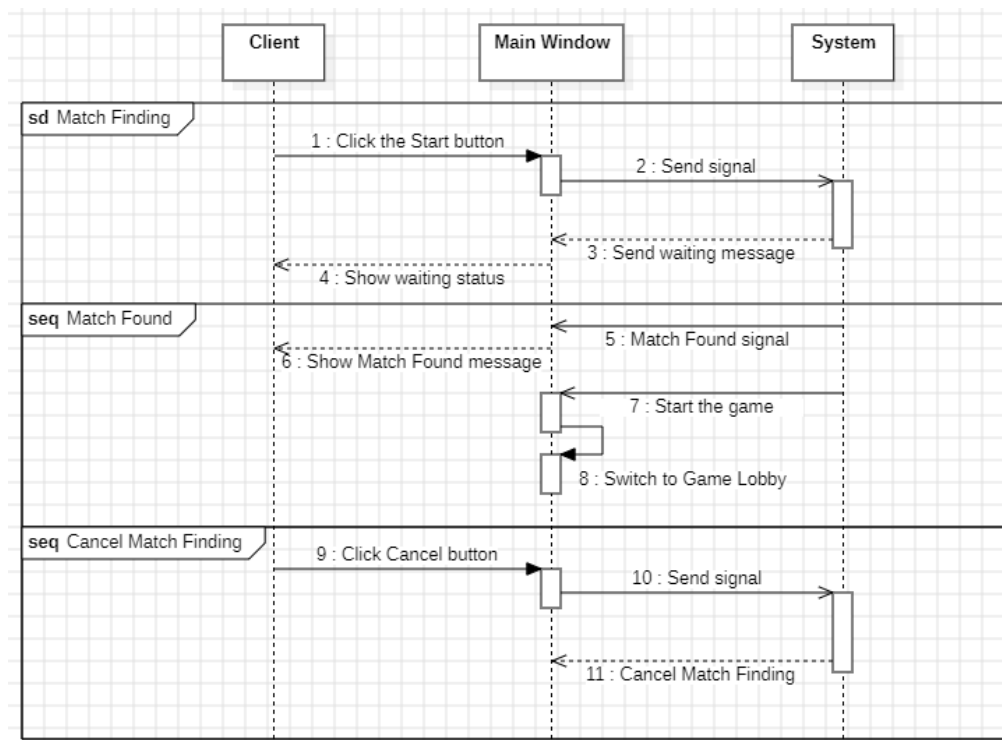 Client
Main Window
System
sd Match Finding
1 : Click the Start button
2 : Send signal
3 : Send waiting message
4 : Show waiting status
seq Match Found
5 : Match Found signal
6 : Show Match Found message
7 : Start the game
8 : Switch to Game Lobby
seq Cancel Match Finding
9 : Click Cancel button
10 : Send signal
11 : Cancel Match Finding